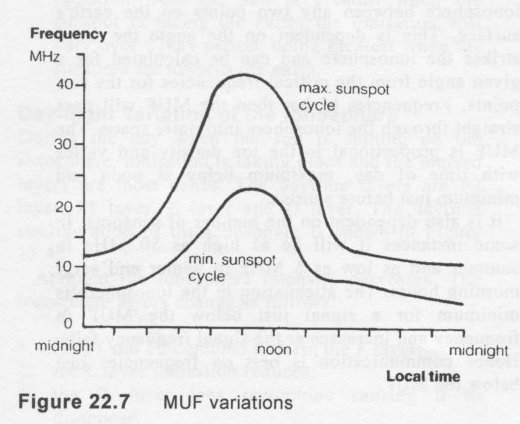 Frequency
MHz
40
max. sunspot
cycle
30
20
min. sunspot
cycle
10
0
midnight
noon
midnight
Local time
Figure 22.7 MUF variations